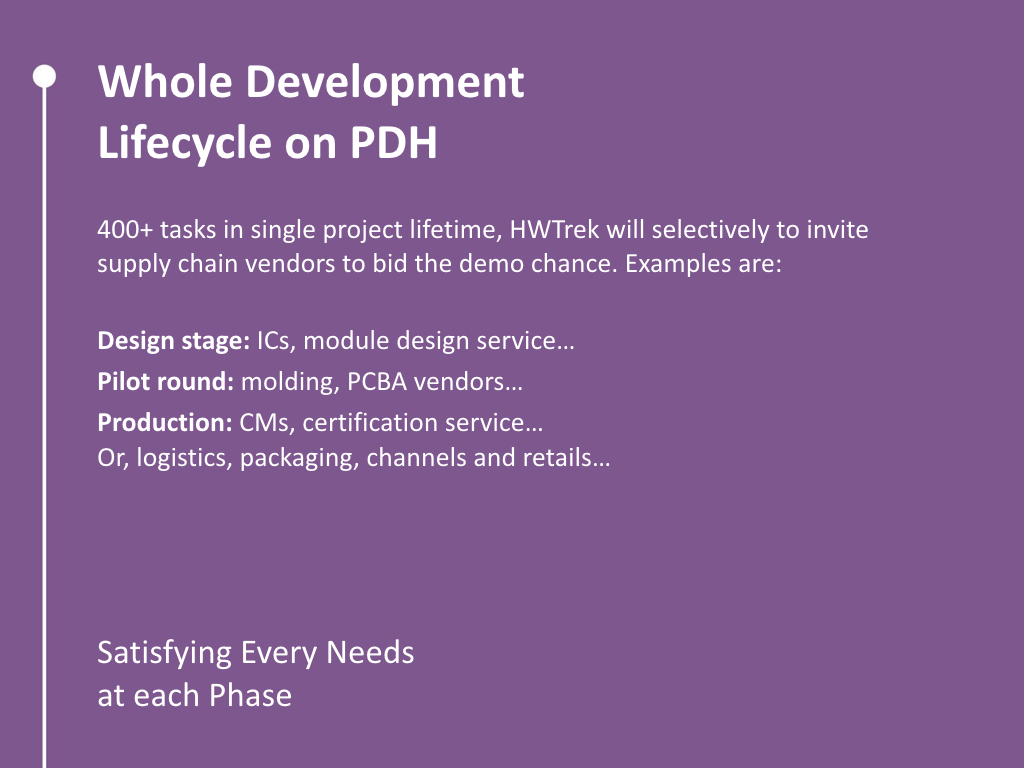 Whole Development
Lifecycle on PDH
400+ tasks in single project lifetime, HWTrek will selectively to invite
supply chain vendors to bid the demo chance. Examples are:
Design stage: ICs, module design service…
Pilot round: molding, PCBA vendors…
Production: CMs, certification service…
Or, logistics, packaging, channels and retails…
Satisfying Every Needs
at each Phase